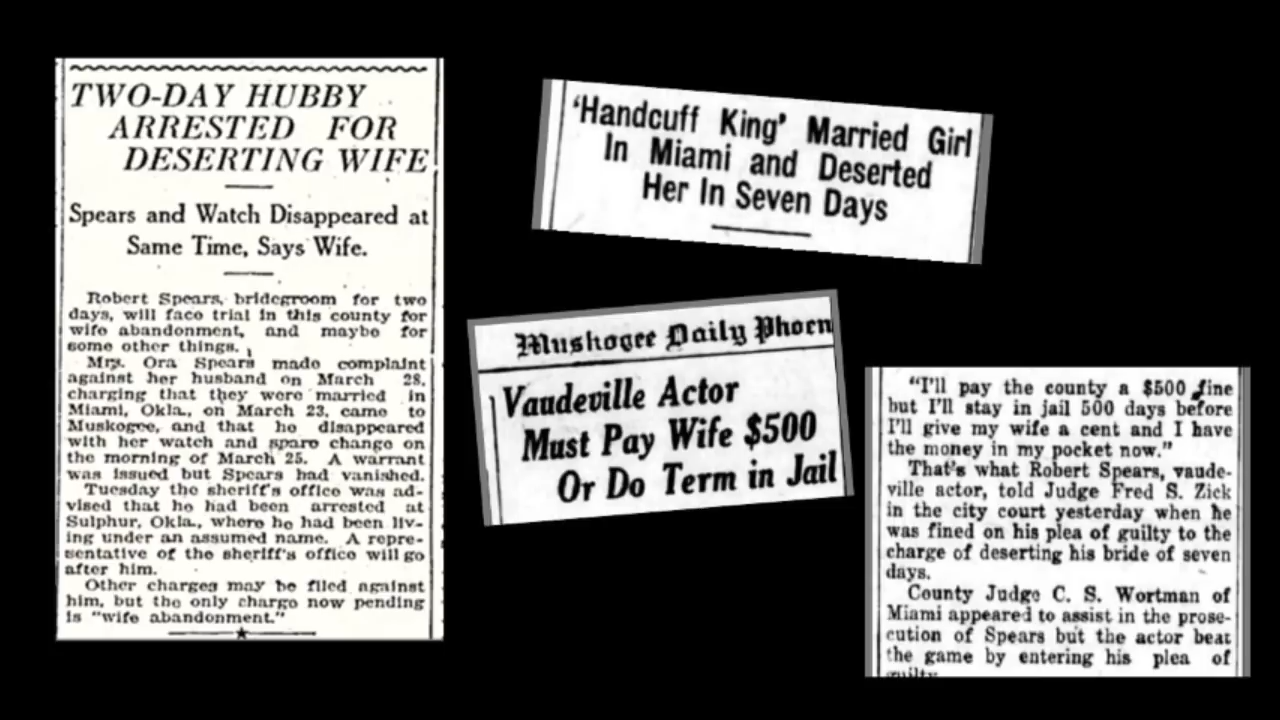 TWO-DAY HUBBY
ARRESTED FOR
DESERTING WIFE
Spears and Watch Disappeared at
Same Time, Says Wife.
Robert Spears, bridegroom for two
days, will face trial in this county for
wife abandonment, and maybe for
some other things.
Mrs. Ora Spears made complaint
against her husband on March 28,
charging that they were married in
Miami, Okla., on March 23, came to
Muskogee, and that he disappeared
with her watch and spare change on
the morning of March 25. A warrant
was issued but Spears had vanished.
Tuesday the sheriff's office was ad-
vised that he had been arrested at
Sulphur, Okla., where he had been liv-
ing under an assumed name. A repre-
sentative of the sheriff's office will go
after him.
Other charges may be filed against
him, but the only charge now pending
is "wife abandonment."
'Handcuff King' Married Girl
In Miami and Deserted
Her In Seven Days
Muskogee Daily Phoen
Vaudeville Actor
Must Pay Wife $500
Or Do Term in Jail
"I'll pay the county a $500 fine
but I'll stay in jail 500 days before
I'll give my wife a cent and I have
the money in my pocket now."
That's what Robert Spears, vaude-
ville actor, told Judge Fred S. Zick
in the city court yesterday when he
was fined on his plea of guilty to the
charge of deserting his bride of seven
days.
County Judge C. S. Wortman of
Miami appeared to assist in the prose-
cution of Spears but the actor beat
the game by entering his plea of
guilty